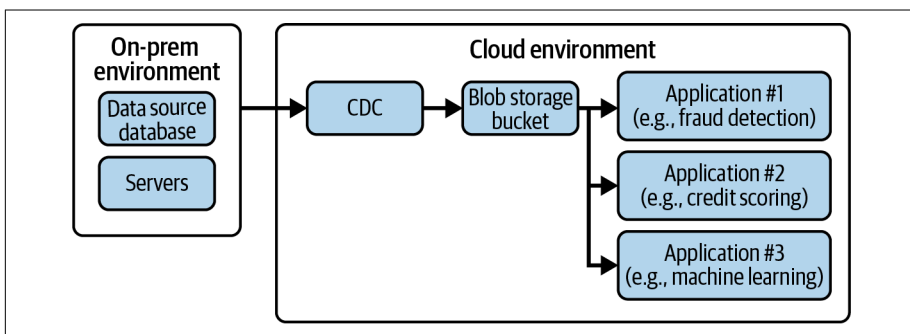 On-prem
environment
Data source
database
Servers
Cloud environment
CDC
Blob storage
bucket
Application #1
(e.g., fraud detection)
Application #2
(e.g., credit scoring)
Application #3
(e.g., machine learning)